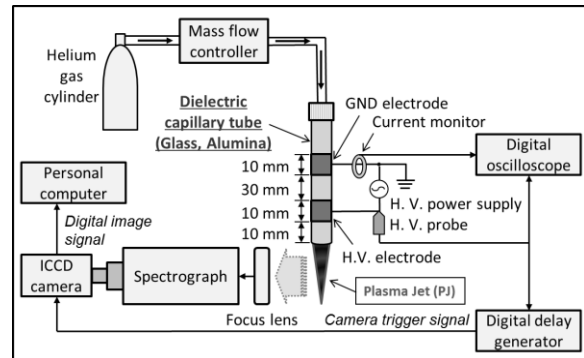 Helium
gas
cylinder
Mass flow
controller
Dielectric
capillary tube
(Glass, Alumina)
GND electrode
Current monitor
Digital
oscilloscope
10 mm
30 mm
10 mm
10 mm
H. V. power supply
H. V. probe
H.V. electrode
Personal
computer
Digital image
signal
ICCD
camera
Spectrograph
Focus lens
Plasma Jet (PJ)
Camera trigger signal
Digital delay
generator